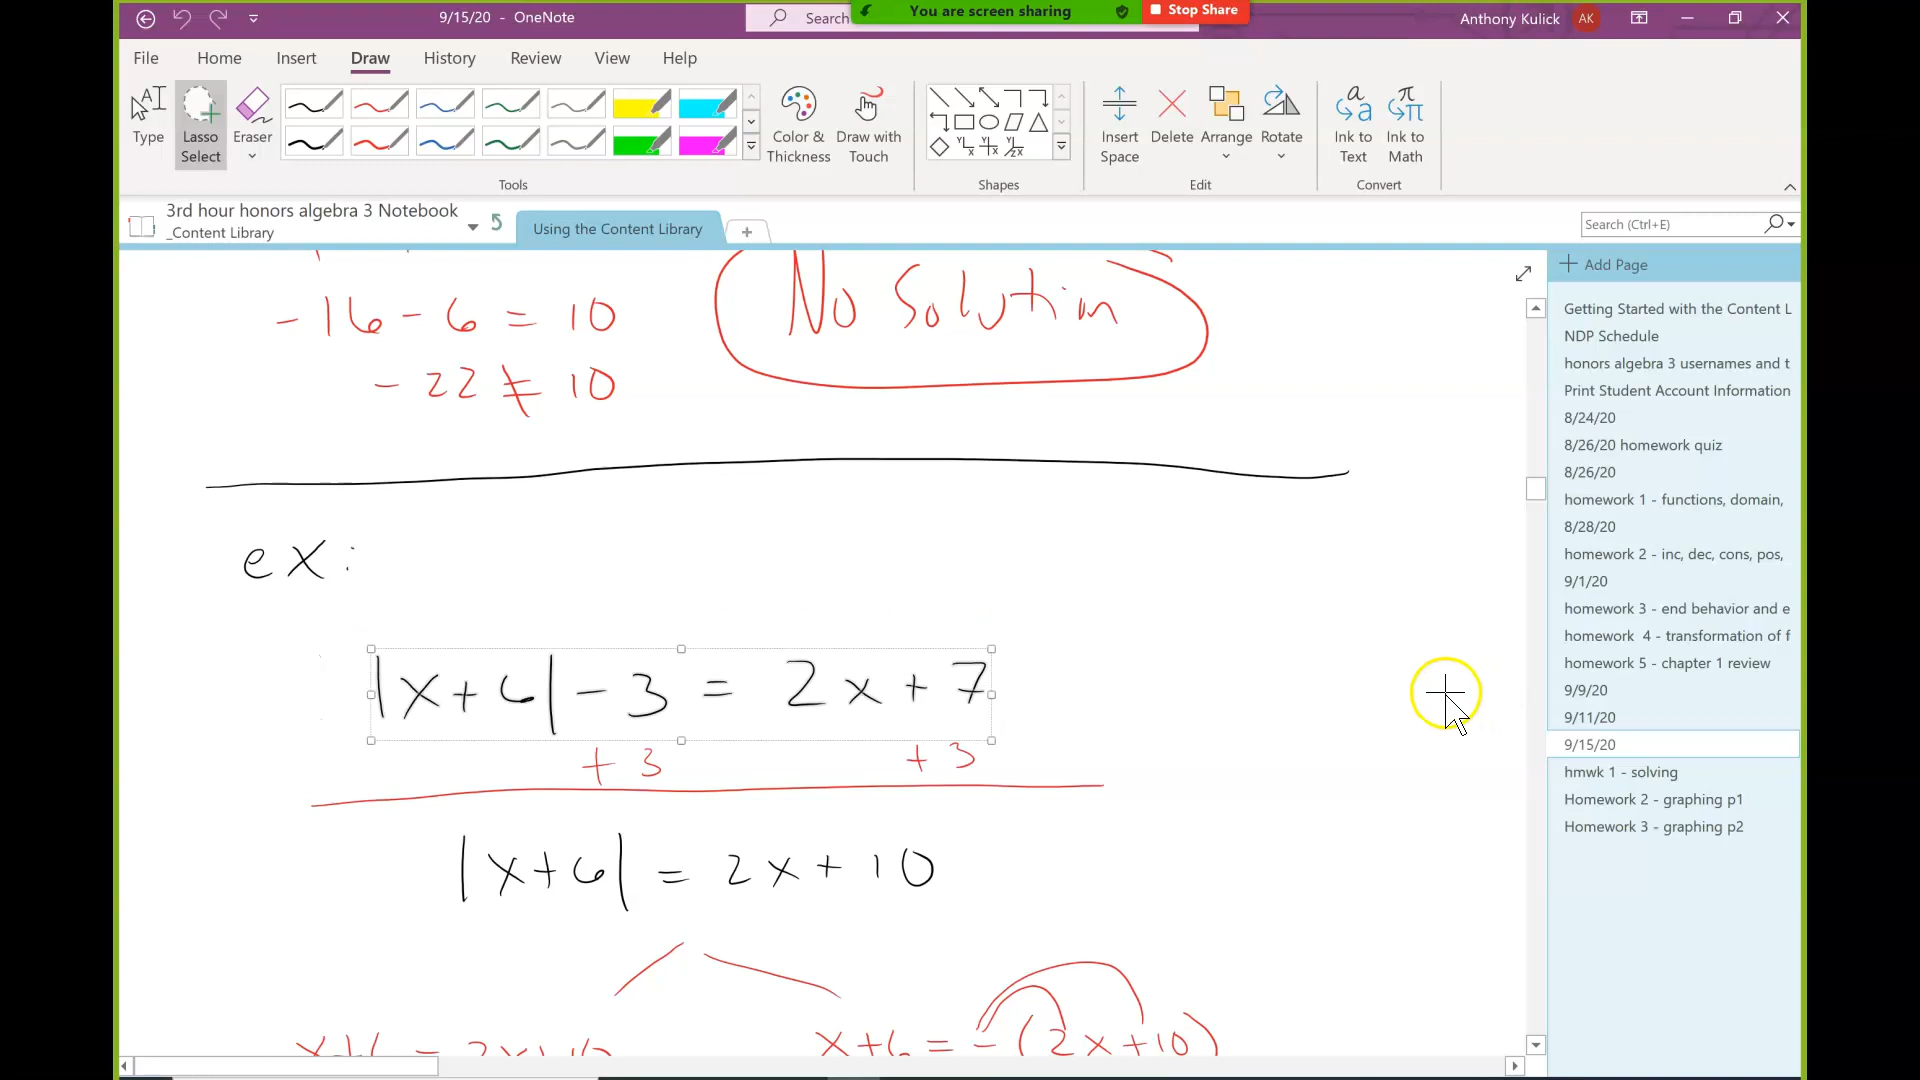 9/15/20 - OneNote
Search
You are screen sharing
Stop Share
Anthony Kulick
AK
File Home Insert Draw History Review View Help
Type
Lasso Select
Eraser
Color & Thickness
Draw with Touch
Insert Space
Delete
Arrange
Rotate
Ink to Text
Ink to Math
Tools
Shapes
Edit
Convert
3rd hour honors algebra 3 Notebook
_Content Library
Using the Content Library
Search (Ctrl+E)
Add Page
Getting Started with the Content L
NDP Schedule
honors algebra 3 usernames and t
Print Student Account Information
8/24/20
8/26/20 homework quiz
8/26/20
homework 1 - functions, domain,
8/28/20
homework 2 - inc, dec, cons, pos,
9/1/20
homework 3 - end behavior and e
homework  4 - transformation of f
homework 5 - chapter 1 review
9/9/20
9/11/20
9/15/20
hmwk 1 - solving
Homework 2 - graphing p1
Homework 3 - graphing p2
-16 - 6 = 10
-22 ≠ 10
No Solution
ex:
|x+6| - 3 = 2x + 7
+ 3 + 3
|x+6| = 2x + 10
x+6 = 2x+10
x+6 = -(2x+10)